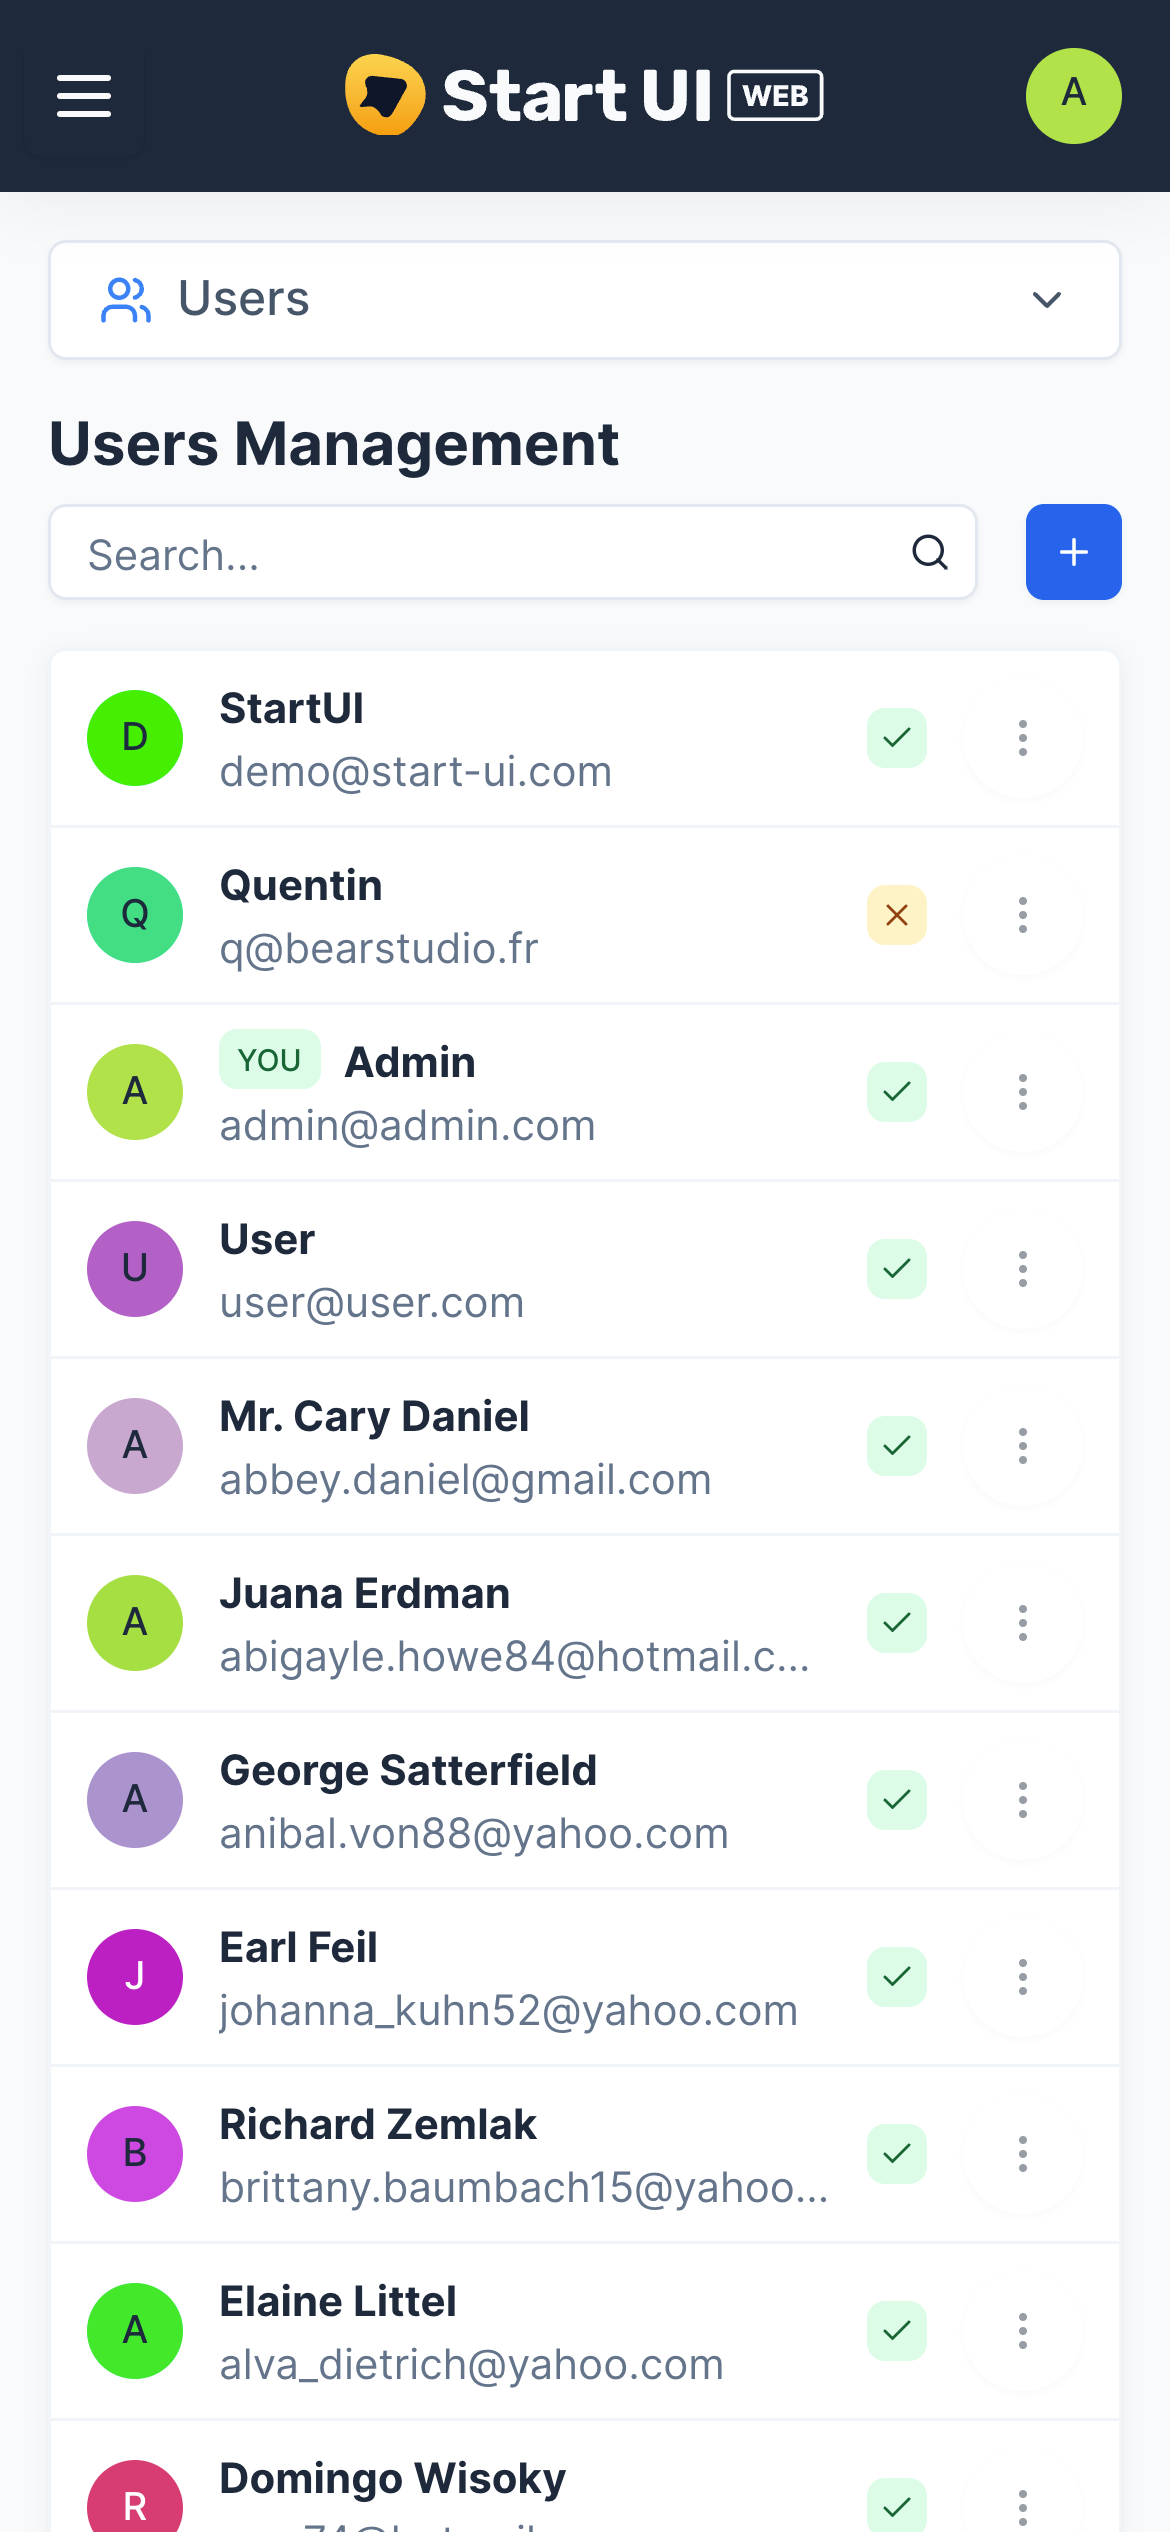 Start UI WEB
A
Users
Users Management
Search...
D
StartUI
demo@start-ui.com
Q
Quentin
q@bearstudio.fr
A
YOU Admin
admin@admin.com
U
User
user@user.com
A
Mr. Cary Daniel
abbey.daniel@gmail.com
A
Juana Erdman
abigayle.howe84@hotmail.c...
A
George Satterfield
anibal.von88@yahoo.com
J
Earl Feil
johanna_kuhn52@yahoo.com
B
Richard Zemlak
brittany.baumbach15@yahoo...
A
Elaine Littel
alva_dietrich@yahoo.com
R
Domingo Wisoky